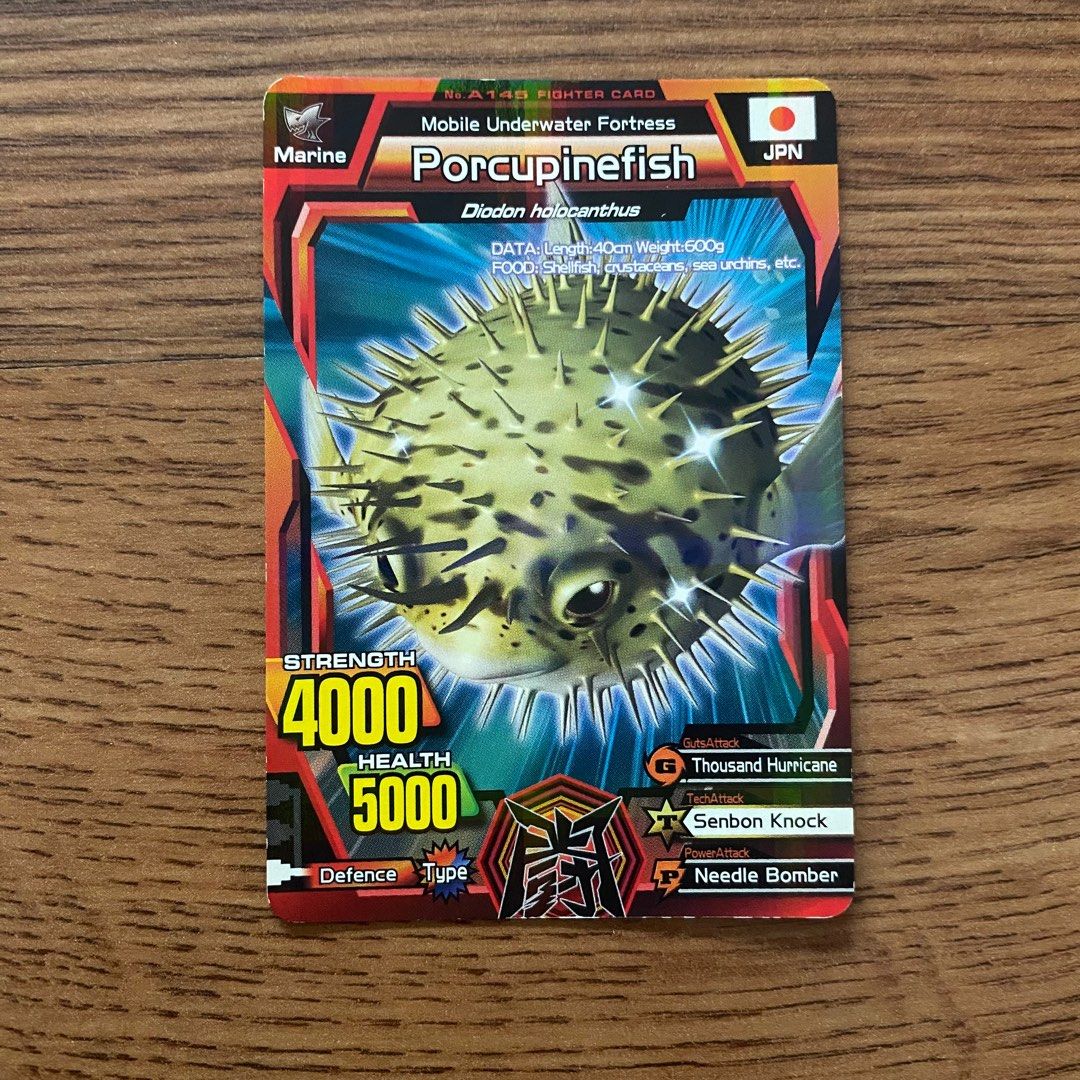 No.A145 FIGHTER CARD
Marine
Mobile Underwater Fortress
Porcupinefish
JPN
Diodon holocanthus
DATA: Length:40cm Weight:600g
FOOD: Shellfish, crustaceans, sea urchins, etc.
STRENGTH
4000
HEALTH
5000
Defence Type
闘
GutsAttack
G Thousand Hurricane
TechAttack
T Senbon Knock
PowerAttack
P Needle Bomber